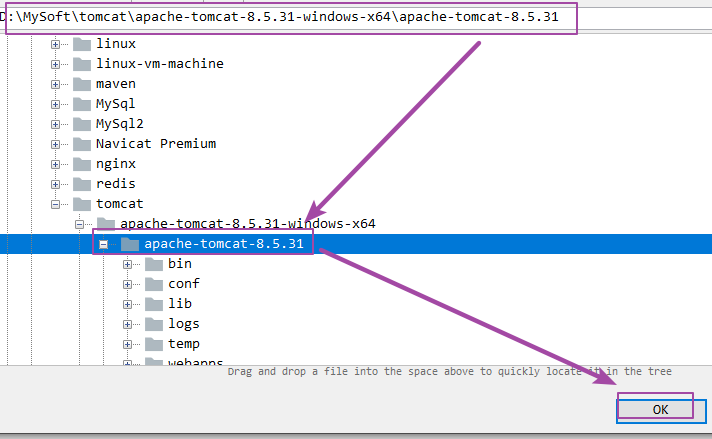 D:\MySoft\tomcat\apache-tomcat-8.5.31-windows-x64\apache-tomcat-8.5.31
linux
linux-vm-machine
maven
MySql
MySql2
Navicat Premium
nginx
redis
tomcat
apache-tomcat-8.5.31-windows-x64
apache-tomcat-8.5.31
bin
conf
lib
logs
temp
webapps
Drag and drop a file into the space above to quickly locate it in the tree
OK